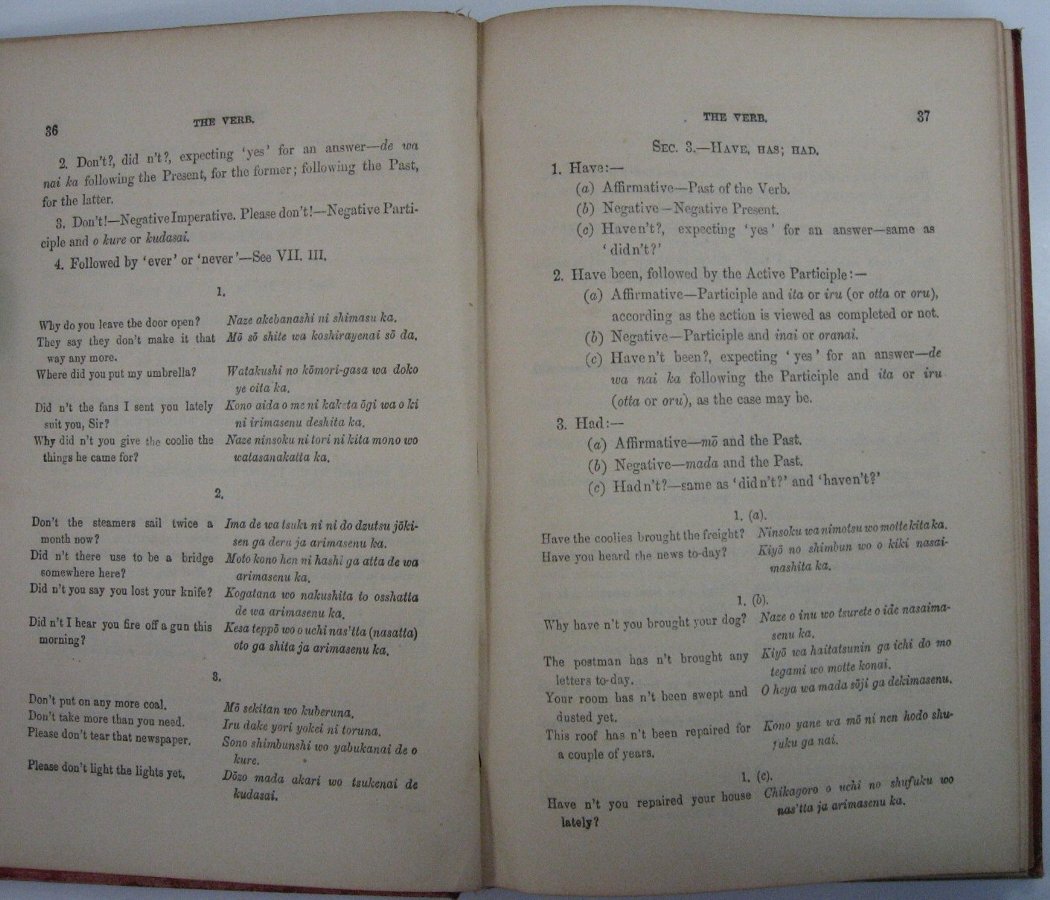 36
THE VERB.
2. Don't?, did n't?, expecting 'yes' for an answer—de wa
nai ka following the Present, for the former; following the Past,
for the latter.
3. Don't!—Negative Imperative. Please don't!—Negative Parti-
ciple and o kure or kudasai.
4. Followed by 'ever' or 'never'—See VII. III.
1.
Why do you leave the door open? Naze akebanashi ni shimasu ka.
They say they don't make it that Mō sō shite wa koshirayenai sō da.
way any more.
Where did you put my umbrella? Watakushi no kōmori-gasa wa doko
ye oita ka.
Did n't the fans I sent you lately Kono aida o me ni kaketa ōgi wa o ki
suit you, Sir? ni irimasenu deshita ka.
Why did n't you give the coolie the Naze ninsoku ni tori ni kita mono wo
things he came for? watasanakatta ka.
2.
Don't the steamers sail twice a Ima de wa tsuki ni ni do dzutsu jōki-
month now? sen ga deru ja arimasenu ka.
Did n't there use to be a bridge Moto kono hen ni hashi ga atta de wa
somewhere here? arimasenu ka.
Did n't you say you lost your knife? Kogatana wo nakushita to osshatta
de wa arimasenu ka.
Did n't I hear you fire off a gun this Kesa teppō wo o uchi nas'tta (nasatta)
morning? oto ga shita ja arimasenu ka.
3.
Don't put on any more coal. Mō sekitan wo kuberuna.
Don't take more than you need. Iru dake yori yokei ni toruna.
Please don't tear that newspaper. Sono shimbunshi wo yabukanai de o
kure.
Please don't light the lights yet. Dōzo mada akari wo tsukenai de
kudasai.
THE VERB.
37
SEC. 3.—HAVE, HAS; HAD.
1. Have:—
(a) Affirmative—Past of the Verb.
(b) Negative—Negative Present.
(c) Haven't?, expecting 'yes' for an answer—same as
'didn't?'
2. Have been, followed by the Active Participle:—
(a) Affirmative—Participle and ita or iru (or otta or oru),
according as the action is viewed as completed or not.
(b) Negative—Participle and inai or oranai.
(c) Haven't been?, expecting 'yes' for an answer—de
wa nai ka following the Participle and ita or iru
(otta or oru), as the case may be.
3. Had:—
(a) Affirmative—mō and the Past.
(b) Negative—mada and the Past.
(c) Hadn't?—same as 'didn't?' and 'haven't?'
1. (a).
Have the coolies brought the freight? Ninsoku wa nimotsu wo motte kita ka.
Have you heard the news to-day? Kiyō no shimbun wo o kiki nasai-
mashita ka.
1. (b).
Why have n't you brought your dog? Naze o inu wo tsurete o ide nasaima-
senu ka.
The postman has n't brought any Kiyō wa haitatsunin ga ichi do mo
letters to-day. tegami wo motte konai.
Your room has n't been swept and O heya wa mada sōji ga dekimasenu.
dusted yet.
This roof has n't been repaired for Kono yane wa mō ni nen hodo shu-
a couple of years. fuku ga nai.
1. (c).
Have n't you repaired your house Chikagoro o uchi no shufuku wo
lately? nas'tta ja arimasenu ka.